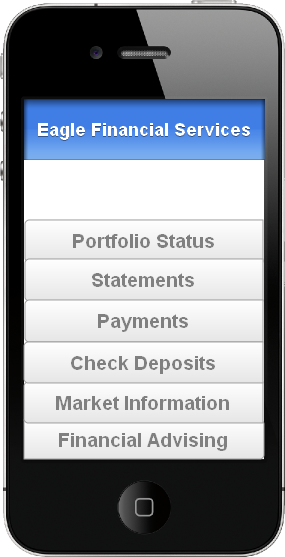 Eagle Financial Services
Portfolio Status
Statements
Payments
Check Deposits
Market Information
Financial Advising